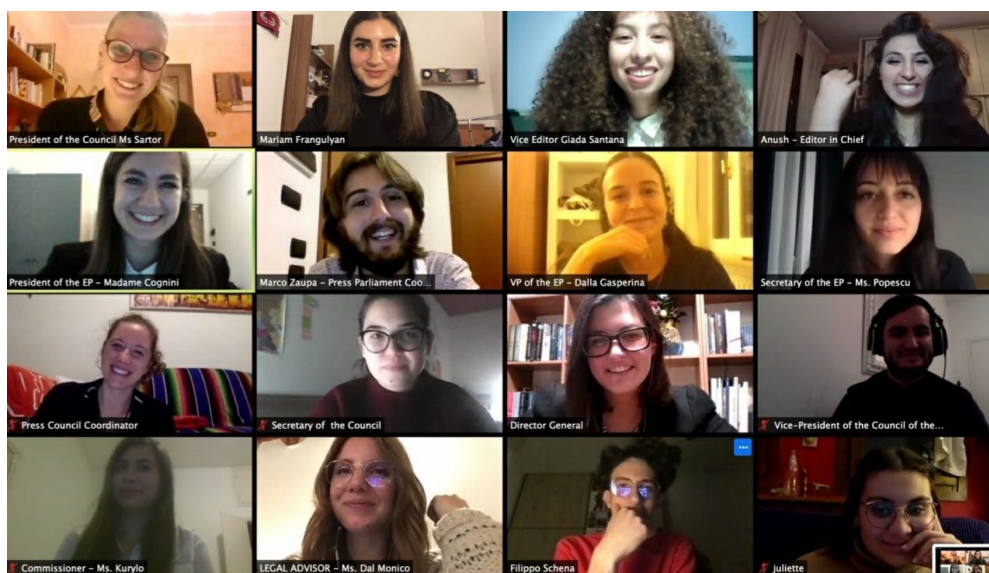 President of the Council Ms Sartor
Mariam Frangulyan
Vice Editor Giada Santana
Anush - Editor in Chief
President of the EP - Madame Cognini
Marco Zaupa - Press Parliament Coo...
VP of the EP - Dalla Gasperina
Secretary of the EP - Ms. Popescu
Press Council Coordinator
Secretary of the Council
Director General
Vice-President of the Council of the...
Commissioner - Ms. Kurylo
LEGAL ADVISOR - Ms. Dal Monico
Filippo Schena
juliette